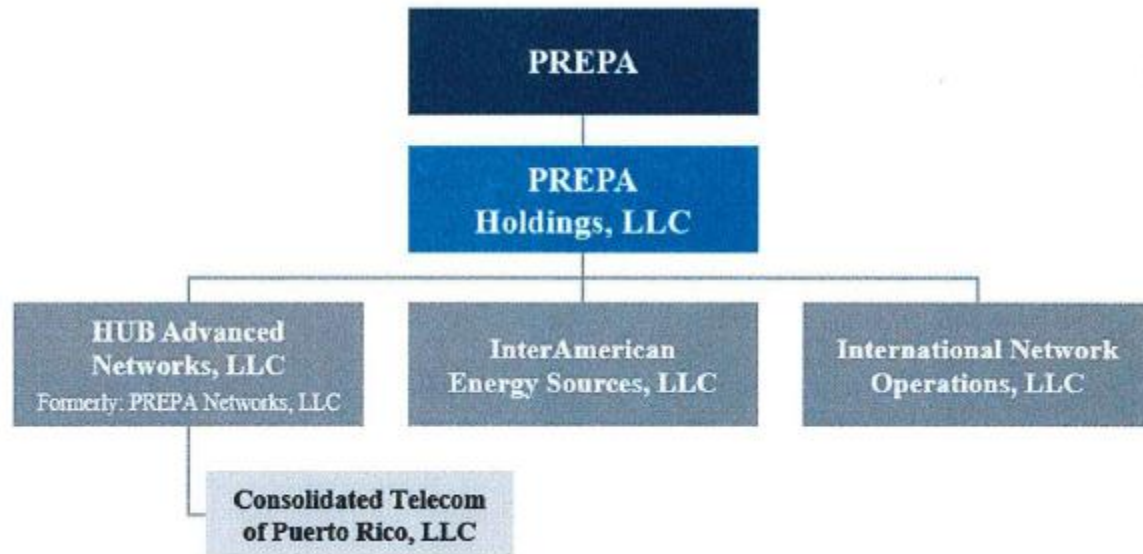 PREPA
PREPA
Holdings, LLC
HUB Advanced
Networks, LLC
Formerly: PREPA Networks, LLC
InterAmerican
Energy Sources, LLC
International Network
Operations, LLC
Consolidated Telecom
of Puerto Rico, LLC